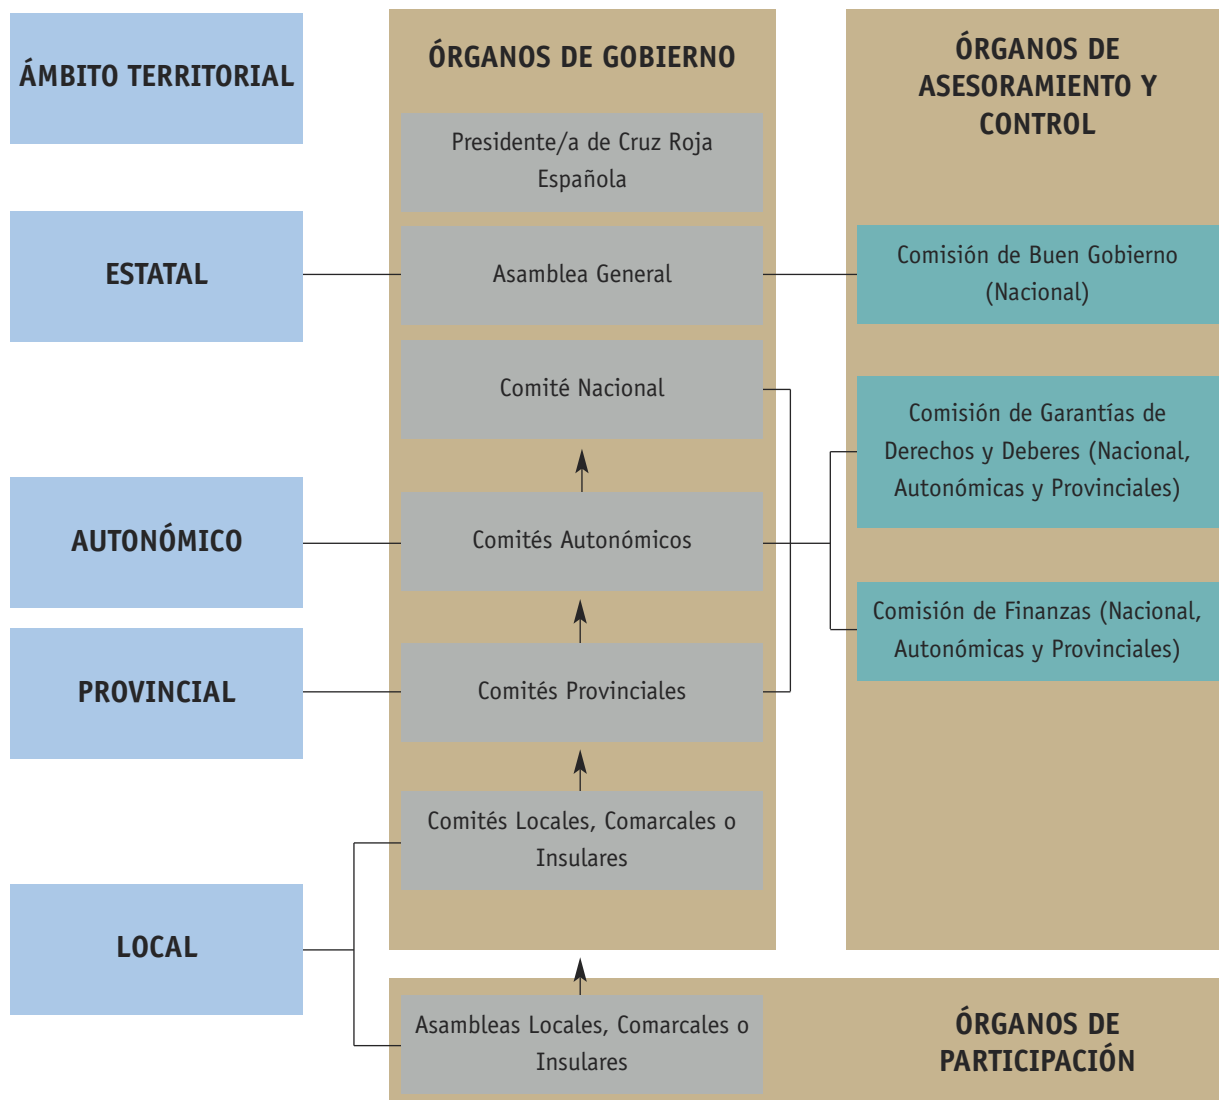 ÁMBITO TERRITORIAL
ESTATAL
AUTONÓMICO
PROVINCIAL
LOCAL
ÓRGANOS DE GOBIERNO
Presidente/a de Cruz Roja
Española
Asamblea General
Comité Nacional
Comités Autonómicos
Comités Provinciales
Comités Locales, Comarcales o
Insulares
ÓRGANOS DE
ASESORAMIENTO Y
CONTROL
Comisión de Buen Gobierno
(Nacional)
Comisión de Garantías de
Derechos y Deberes (Nacional,
Autonómicas y Provinciales)
Comisión de Finanzas (Nacional,
Autonómicas y Provinciales)
Asambleas Locales, Comarcales o
Insulares
ÓRGANOS DE
PARTICIPACIÓN